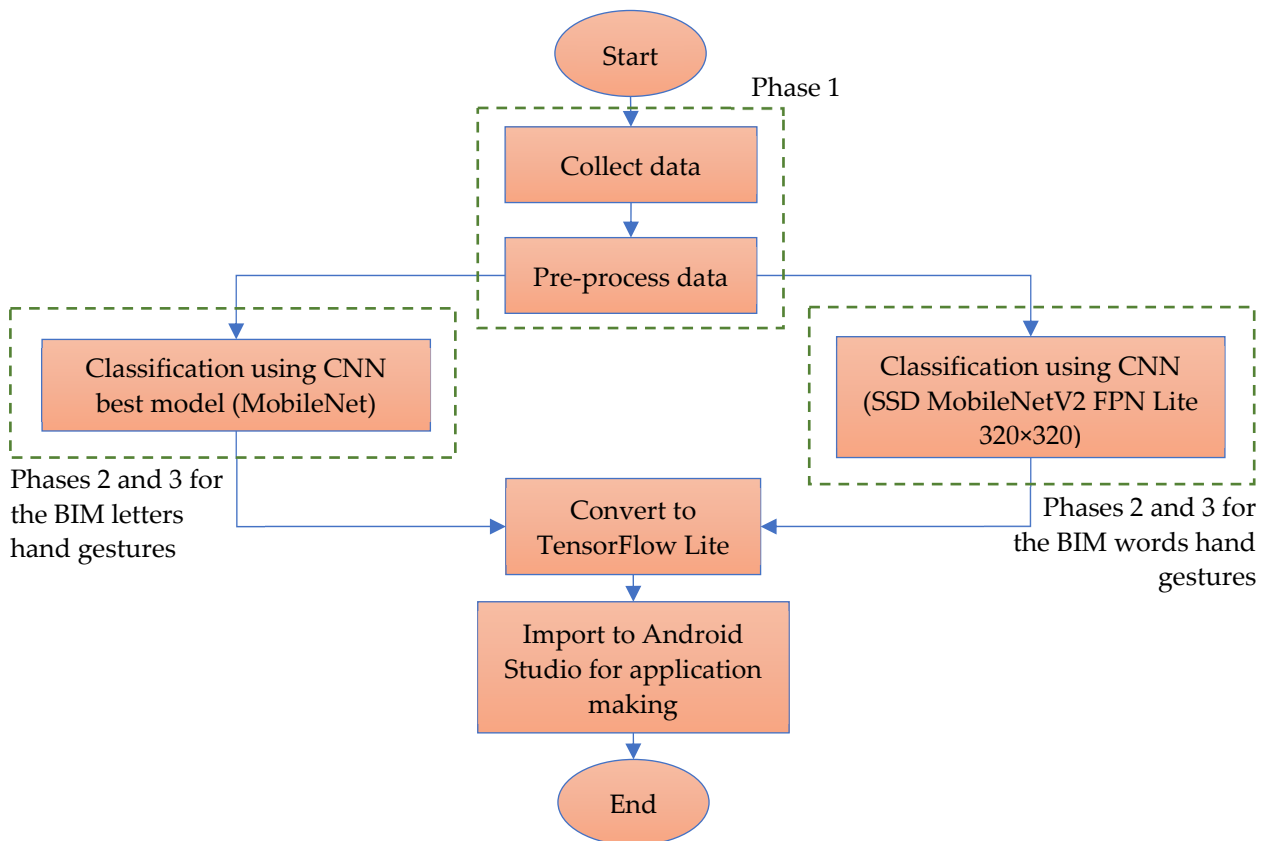 Start
Phase 1
Collect data
Pre-process data
Classification using CNN
best model (MobileNet)
Classification using CNN
(SSD MobileNetV2 FPN Lite
320×320)
Phases 2 and 3 for
the BIM letters
hand gestures
Phases 2 and 3 for
the BIM words hand
gestures
Convert to
TensorFlow Lite
Import to Android
Studio for application
making
End